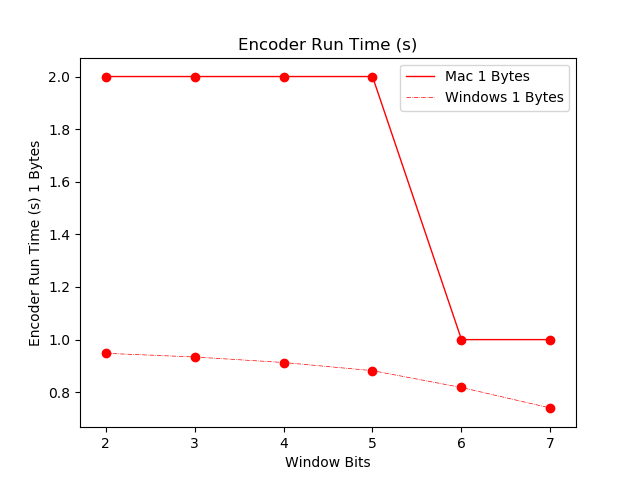 Encoder Run Time (s)
Mac 1 Bytes
Windows 1 Bytes
Encoder Run Time (s) 1 Bytes
2.0
1.8
1.6
1.4
1.2
1.0
0.8
2 3 4 5 6 7
Window Bits